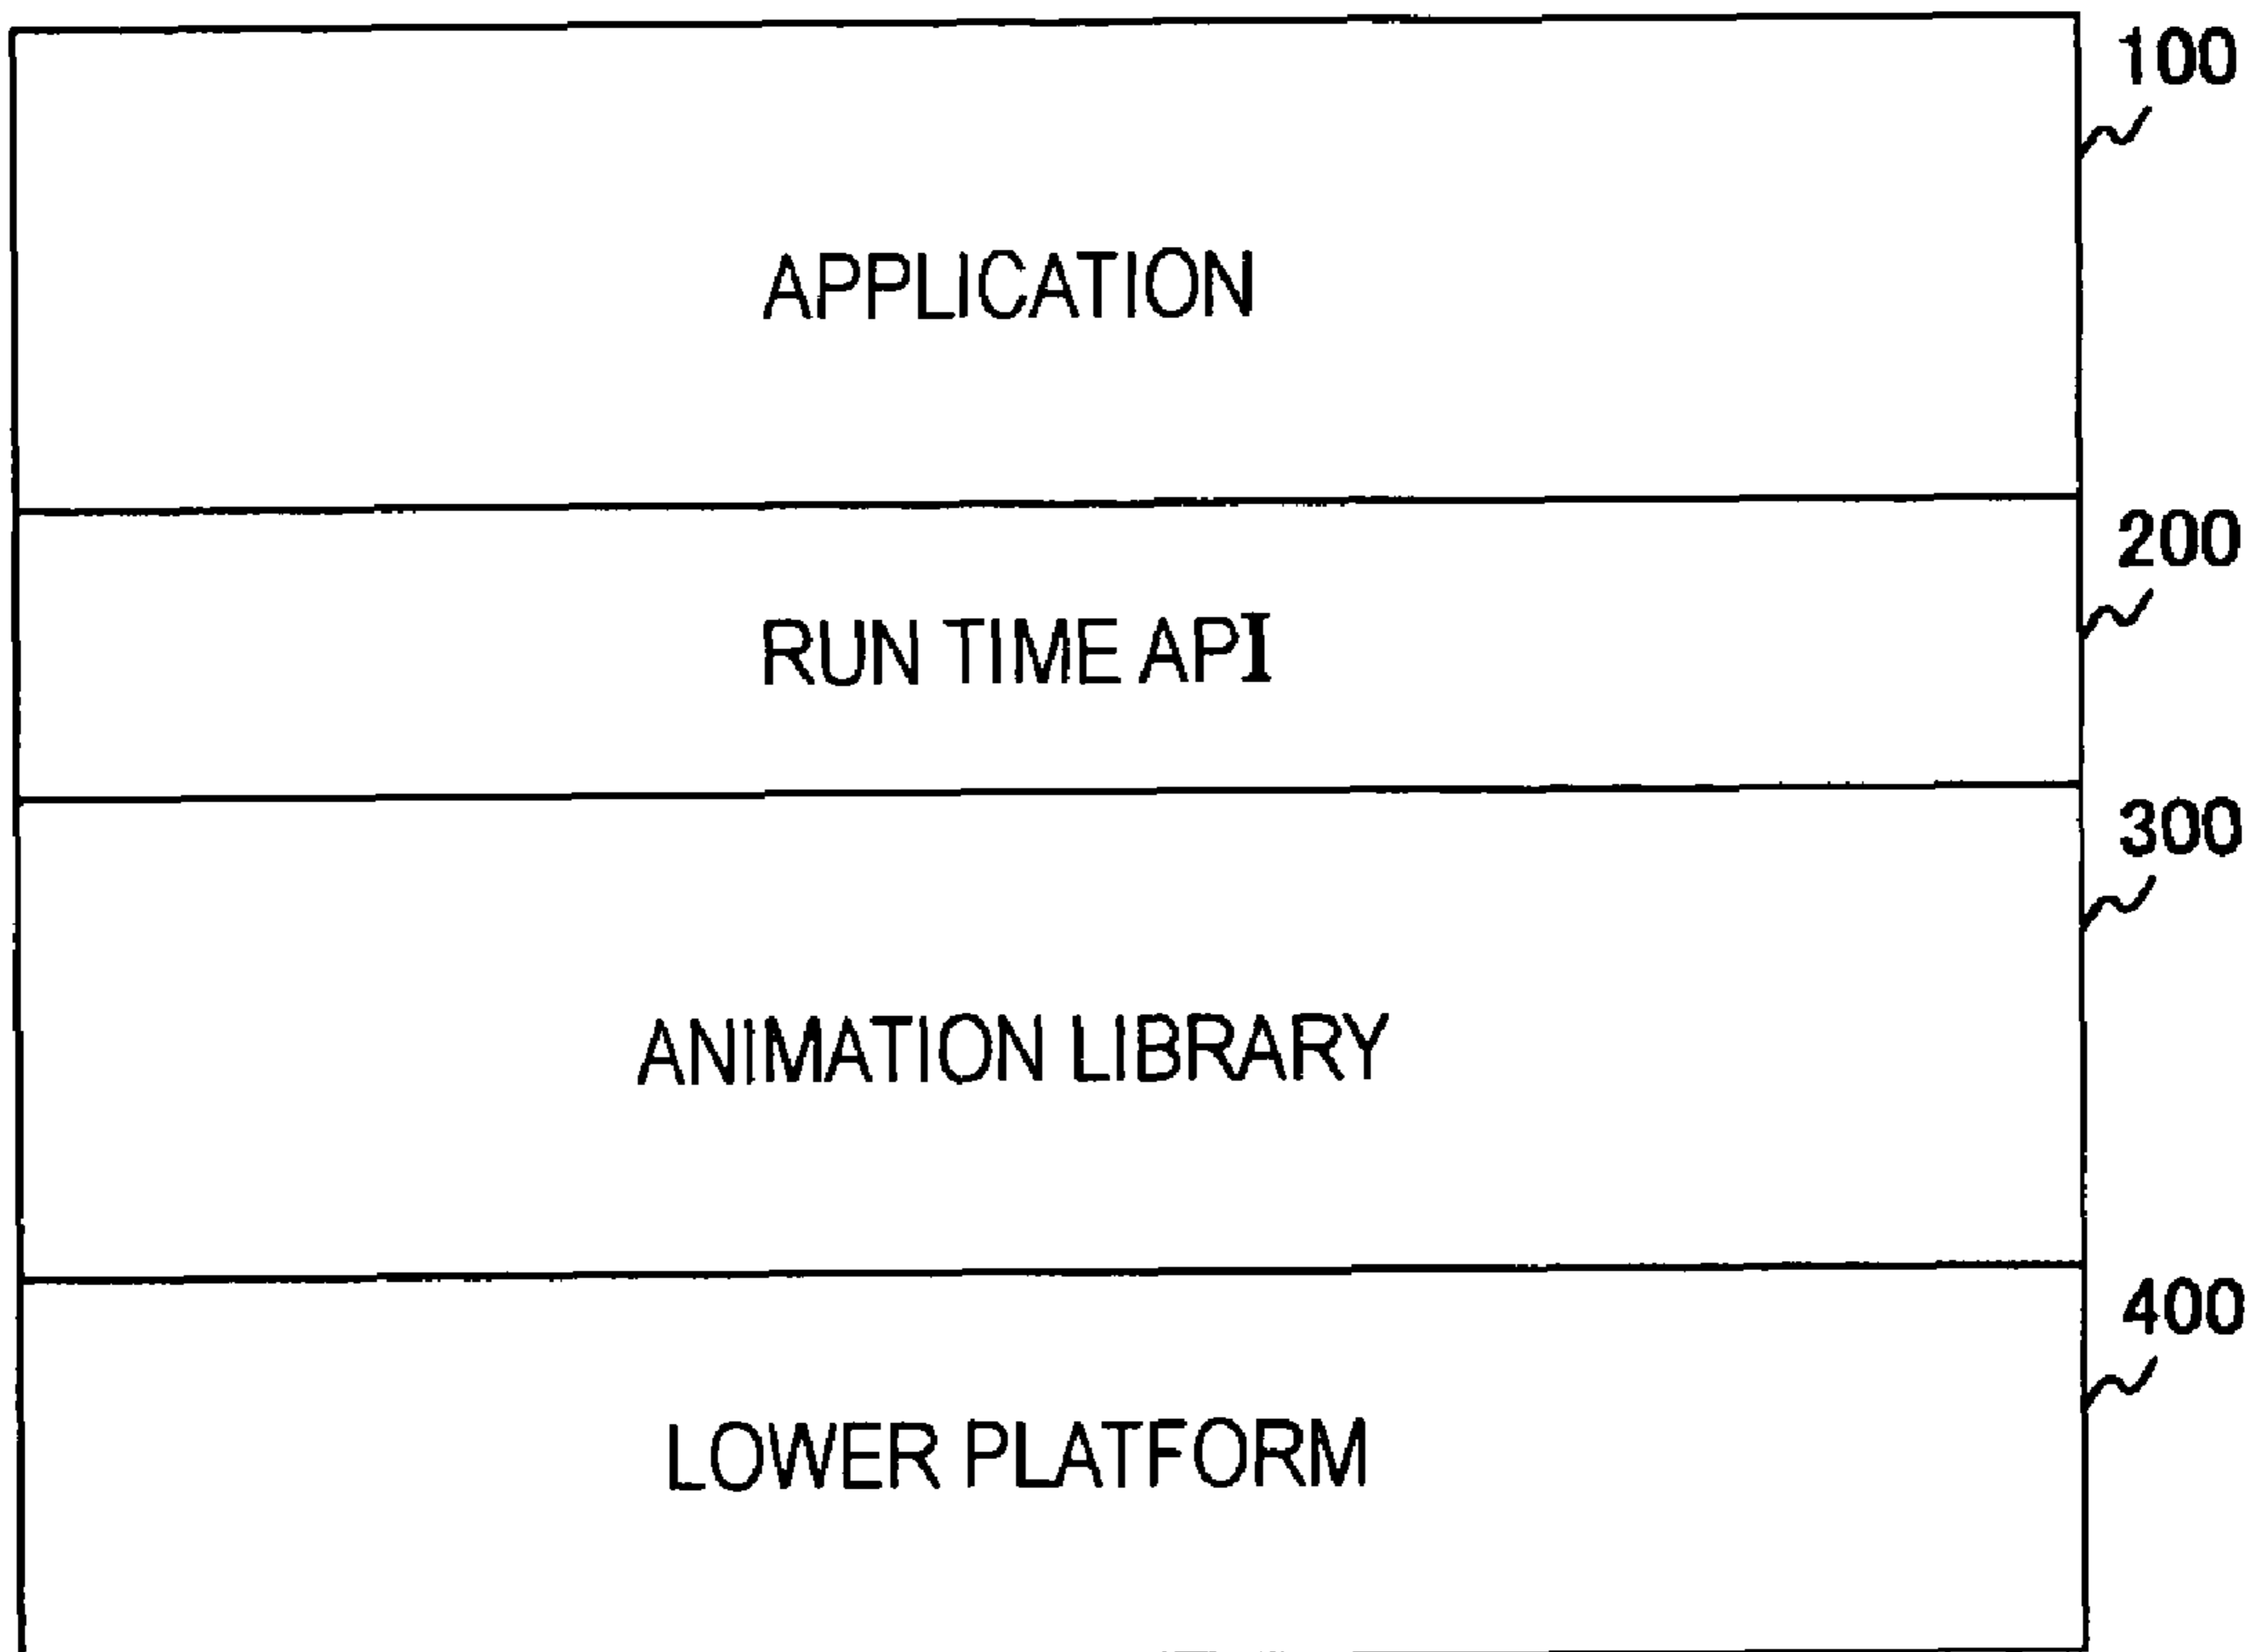 100
APPLICATION
200
RUN TIME API
300
ANIMATION LIBRARY
400
LOWER PLATFORM